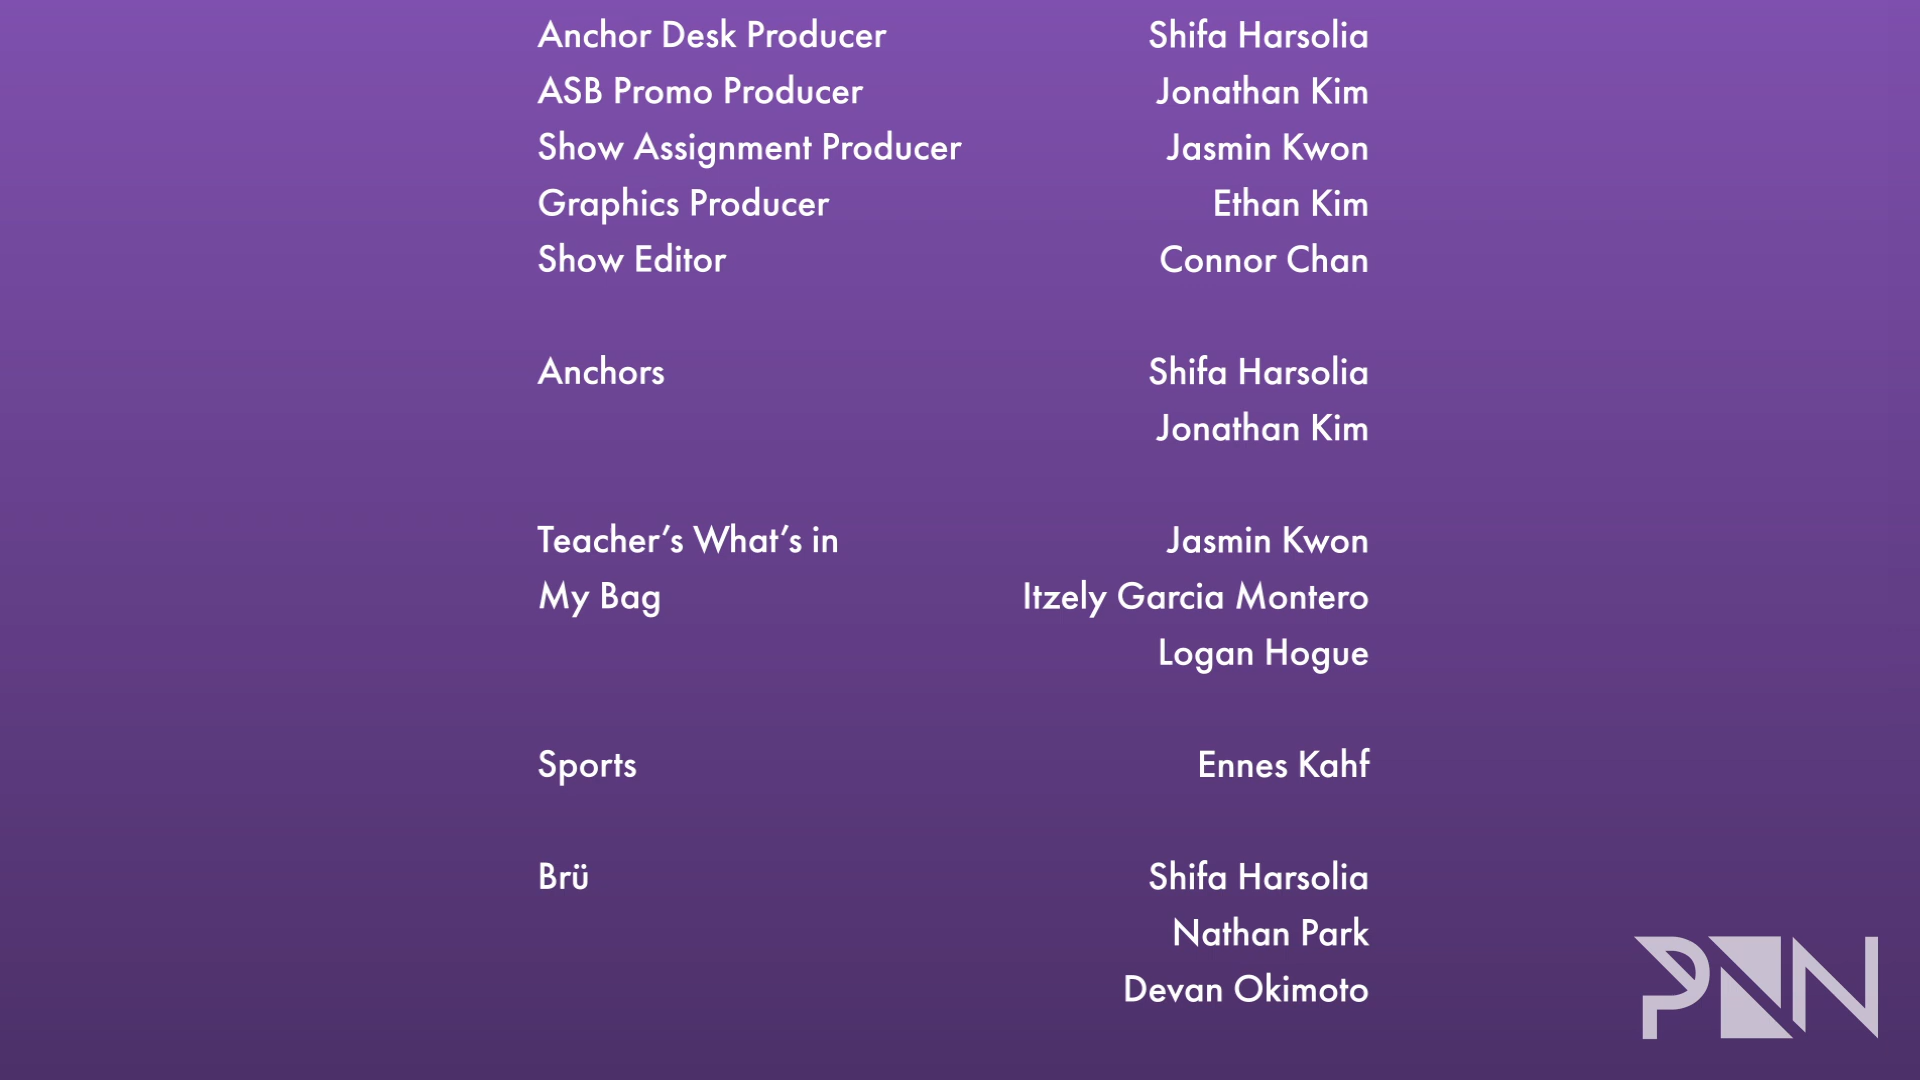 Anchor Desk Producer Shifa Harsolia
ASB Promo Producer Jonathan Kim
Show Assignment Producer Jasmin Kwon
Graphics Producer Ethan Kim
Show Editor Connor Chan
Anchors Shifa Harsolia
Jonathan Kim
Teacher’s What’s in Jasmin Kwon
My Bag Itzely Garcia Montero
Logan Hogue
Sports Ennes Kahf
Brü Shifa Harsolia
Nathan Park
Devan Okimoto
PNN